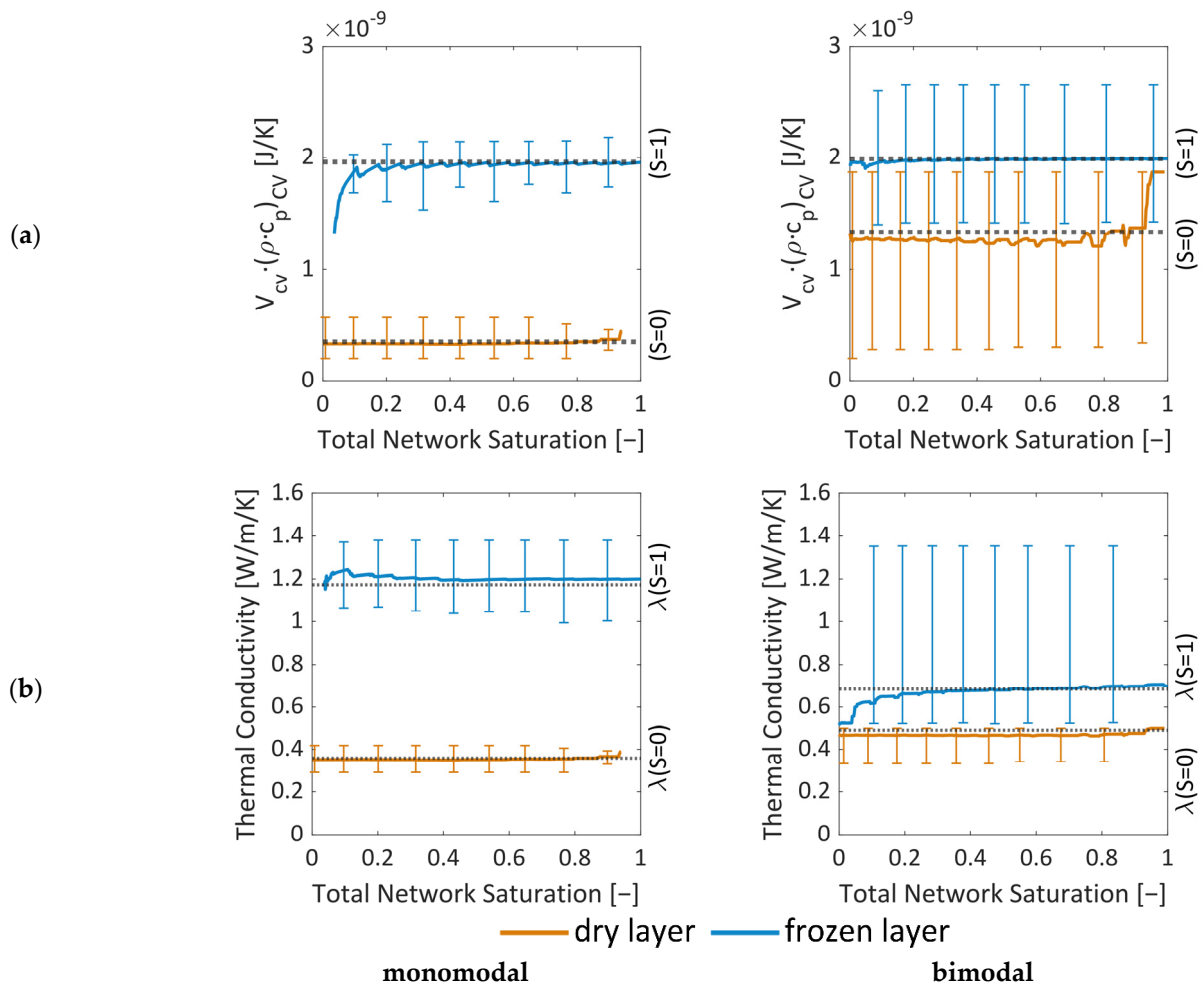 (a)
×10⁻⁹
3
2
1
0
V_cv·(ρ·c_p)_CV [J/K]
0 0.2 0.4 0.6 0.8 1
Total Network Saturation [−]
(S=1)
(S=0)
×10⁻⁹
3
2
1
0
V_cv·(ρ·c_p)_CV [J/K]
0 0.2 0.4 0.6 0.8 1
Total Network Saturation [−]
(S=1)
(S=0)
(b)
1.6
1.4
1.2
1
0.8
0.6
0.4
0.2
0
Thermal Conductivity [W/m/K]
0 0.2 0.4 0.6 0.8 1
Total Network Saturation [−]
λ(S=1)
λ(S=0)
1.6
1.4
1.2
1
0.8
0.6
0.4
0.2
0
Thermal Conductivity [W/m/K]
0 0.2 0.4 0.6 0.8 1
Total Network Saturation [−]
λ(S=1)
λ(S=0)
dry layer frozen layer
monomodal bimodal